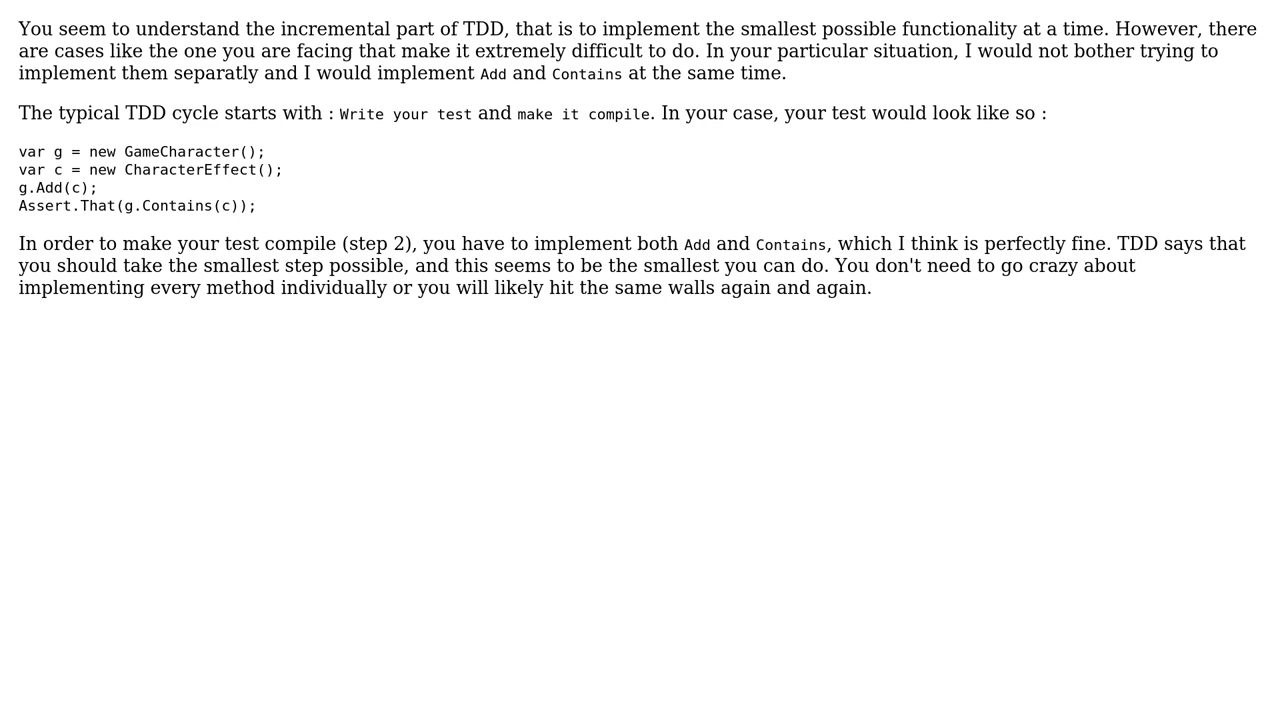 You seem to understand the incremental part of TDD, that is to implement the smallest possible functionality at a time. However, there
are cases like the one you are facing that make it extremely difficult to do. In your particular situation, I would not bother trying to
implement them separatly and I would implement Add and Contains at the same time.
The typical TDD cycle starts with : Write your test and make it compile. In your case, your test would look like so :
var g = new GameCharacter();
var c = new CharacterEffect();
g.Add(c);
Assert.That(g.Contains(c));
In order to make your test compile (step 2), you have to implement both Add and Contains, which I think is perfectly fine. TDD says that
you should take the smallest step possible, and this seems to be the smallest you can do. You don't need to go crazy about
implementing every method individually or you will likely hit the same walls again and again.